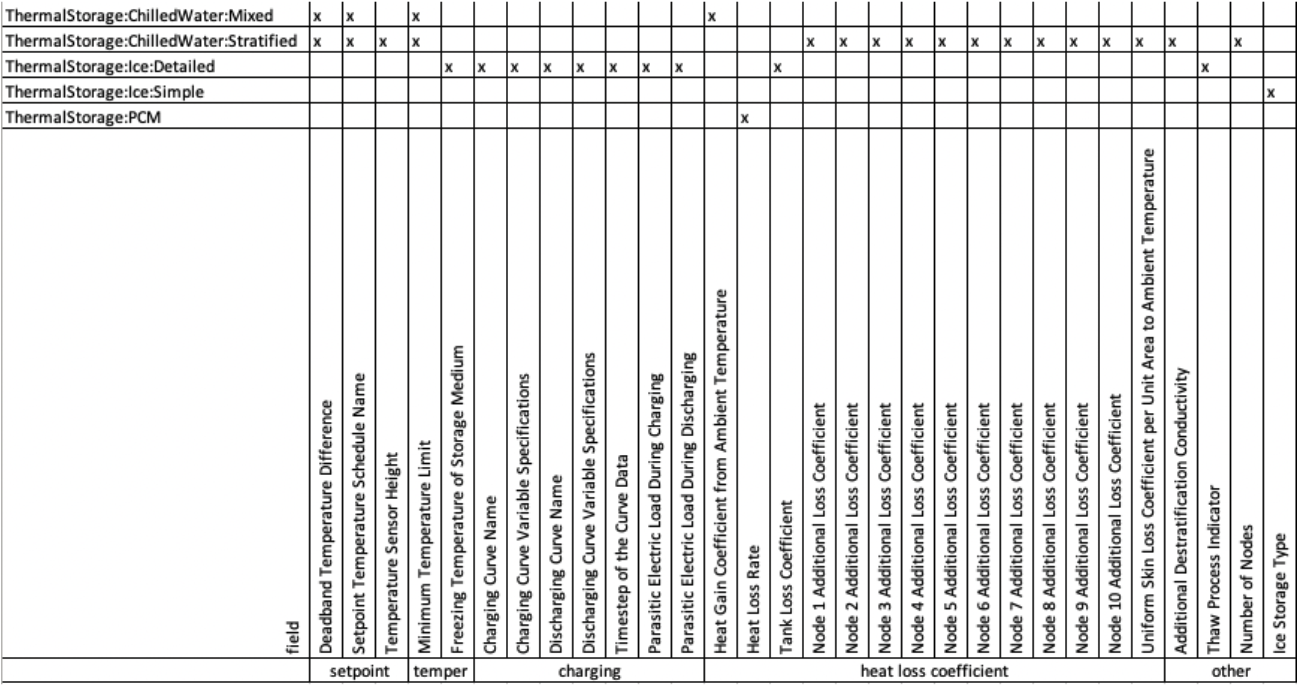 ThermalStorage:ChilledWater:Mixed x x x x
ThermalStorage:ChilledWater:Stratified x x x x x x x x x x x x x x x x x
ThermalStorage:Ice:Detailed x x x x x x x x x x
ThermalStorage:Ice:Simple x
ThermalStorage:PCM x
field
Deadband Temperature Difference
Setpoint Temperature Schedule Name
Temperature Sensor Height
Minimum Temperature Limit
Freezing Temperature of Storage Medium
Charging Curve Name
Charging Curve Variable Specifications
Discharging Curve Name
Discharging Curve Variable Specifications
Timestep of the Curve Data
Parasitic Electric Load During Charging
Parasitic Electric Load During Discharging
Heat Gain Coefficient from Ambient Temperature
Heat Loss Rate
Tank Loss Coefficient
Node 1 Additional Loss Coefficient
Node 2 Additional Loss Coefficient
Node 3 Additional Loss Coefficient
Node 4 Additional Loss Coefficient
Node 5 Additional Loss Coefficient
Node 6 Additional Loss Coefficient
Node 7 Additional Loss Coefficient
Node 8 Additional Loss Coefficient
Node 9 Additional Loss Coefficient
Node 10 Additional Loss Coefficient
Uniform Skin Loss Coefficient per Unit Area to Ambient Temperature
Additional Destratification Conductivity
Thaw Process Indicator
Number of Nodes
Ice Storage Type
setpoint temper charging heat loss coefficient other